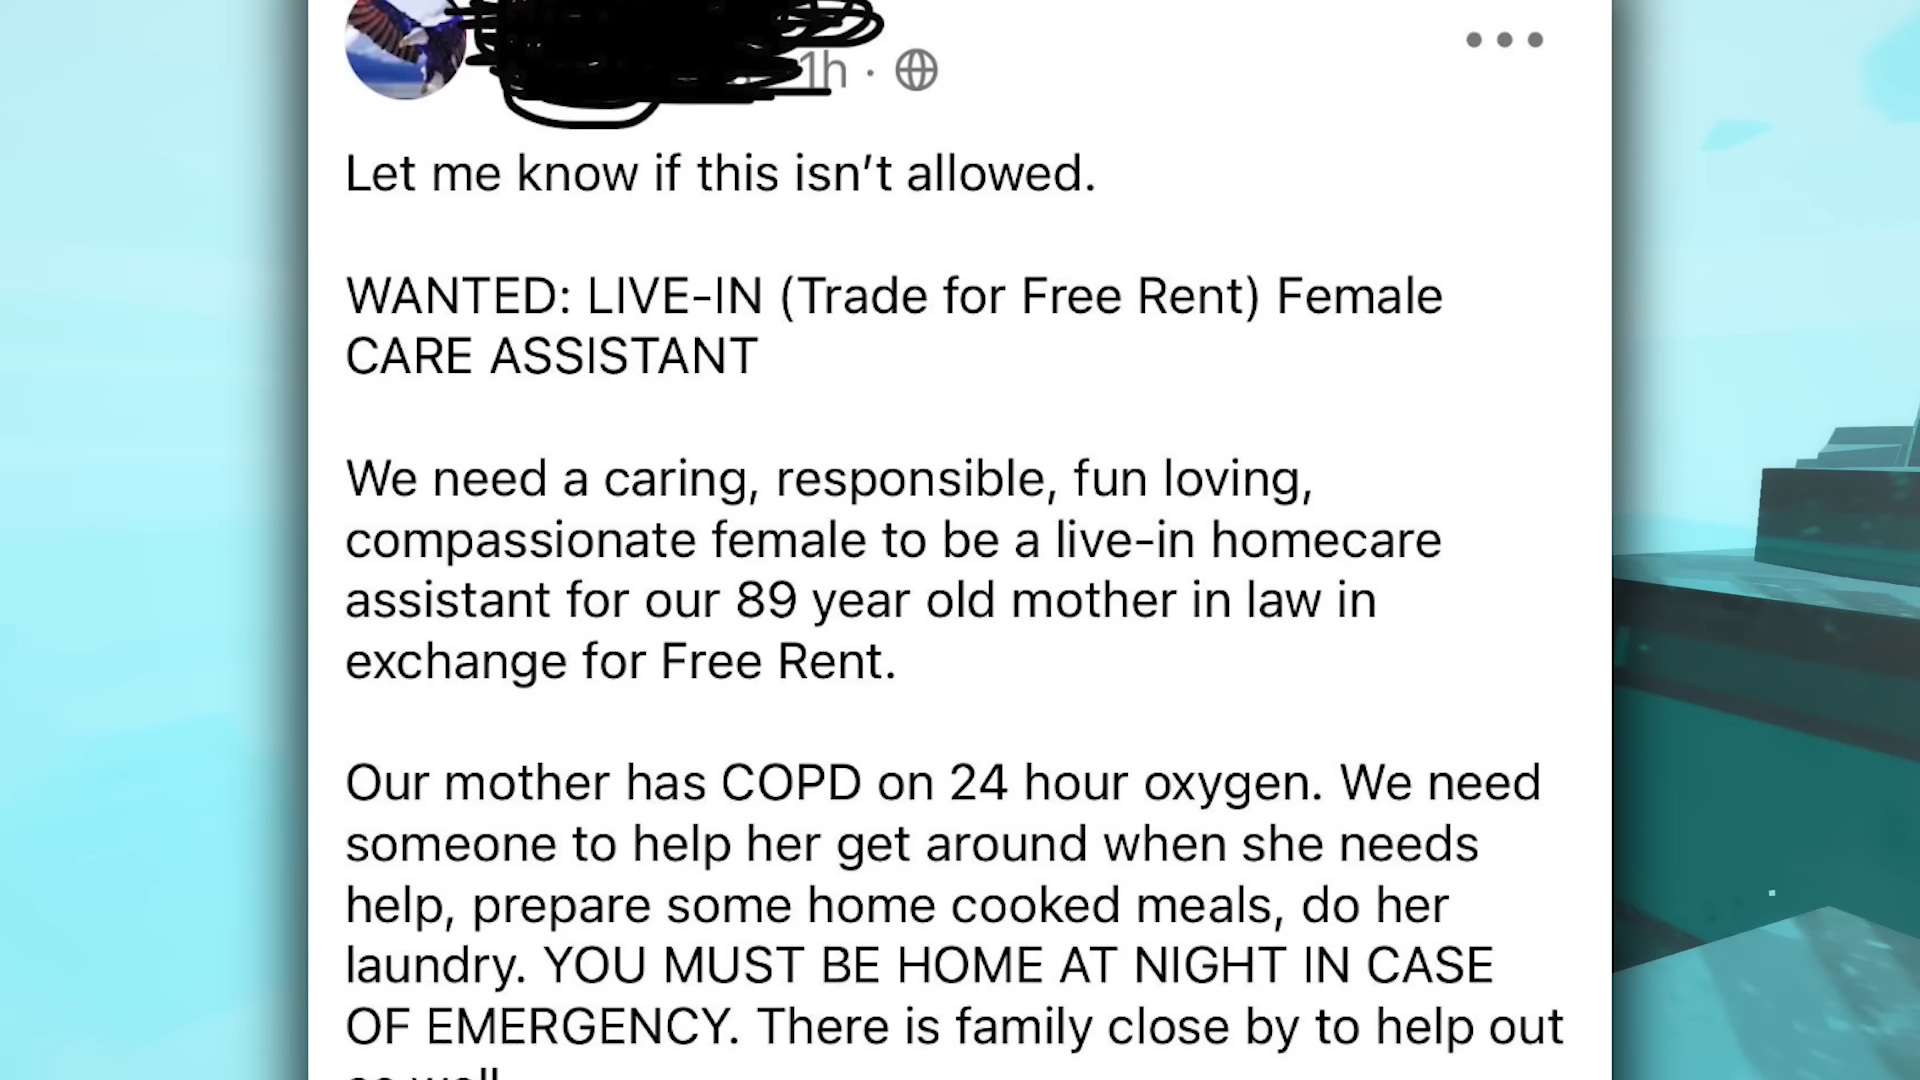 1h ·
Let me know if this isn't allowed.
WANTED: LIVE-IN (Trade for Free Rent) Female
CARE ASSISTANT
We need a caring, responsible, fun loving,
compassionate female to be a live-in homecare
assistant for our 89 year old mother in law in
exchange for Free Rent.
Our mother has COPD on 24 hour oxygen. We need
someone to help her get around when she needs
help, prepare some home cooked meals, do her
laundry. YOU MUST BE HOME AT NIGHT IN CASE
OF EMERGENCY. There is family close by to help out